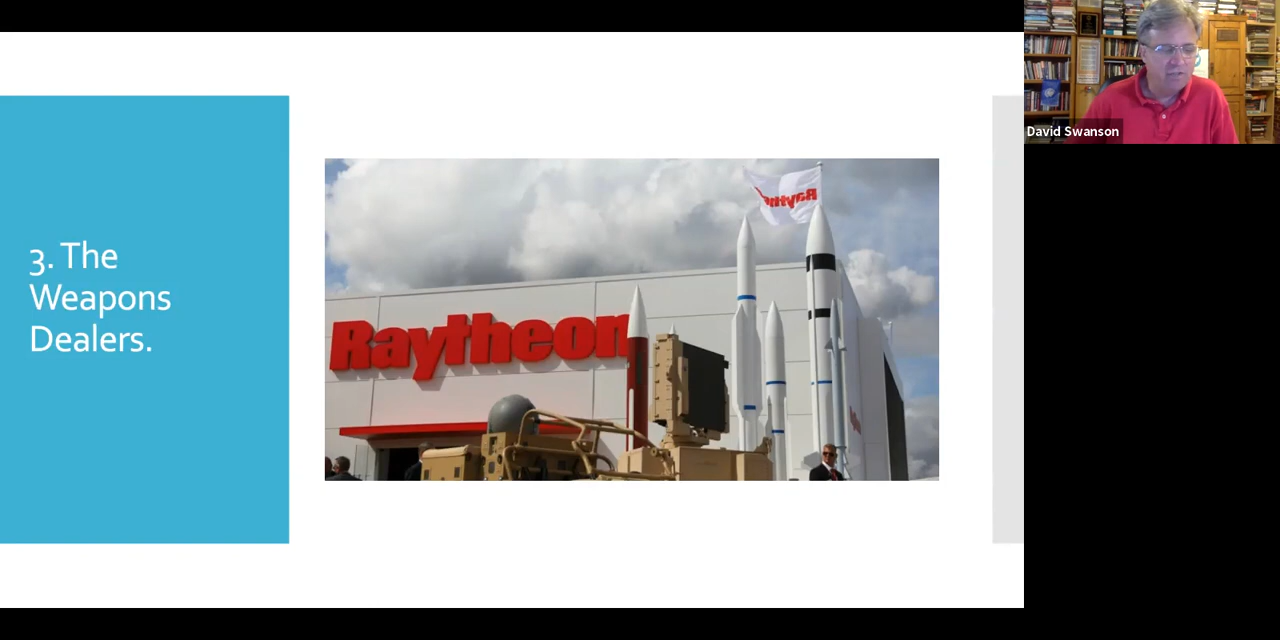 3. The
Weapons
Dealers.
Raytheon
David Swanson